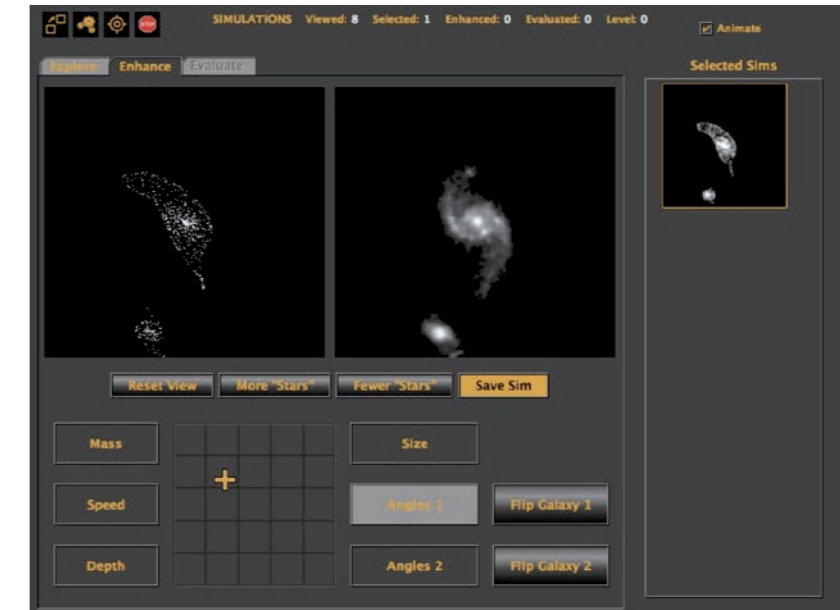 STOP
SIMULATIONS Viewed: 8 Selected: 1 Enhanced: 0 Evaluated: 0 Level: 0
Animate
Explore Enhance Evaluate
Selected Sims
Reset View More "Stars" Fewer "Stars" Save Sim
Mass Size
Speed Angles 1 Flip Galaxy 1
Depth Angles 2 Flip Galaxy 2